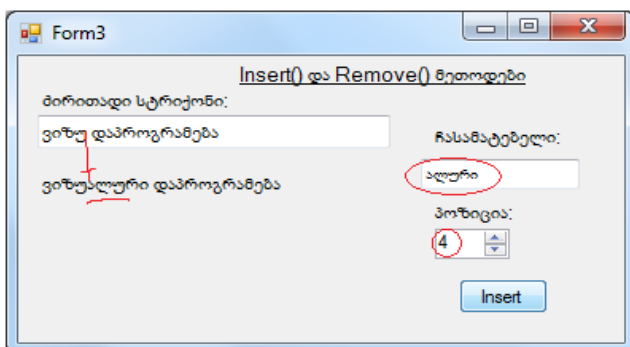 Form3
Insert() და Remove() მეთოდები
ძირითადი სტრიქონი:
ვიზუ დაპროგრამება
ვიზუალური დაპროგრამება
ჩასამატებელი:
ალური
პოზიცია:
4
Insert